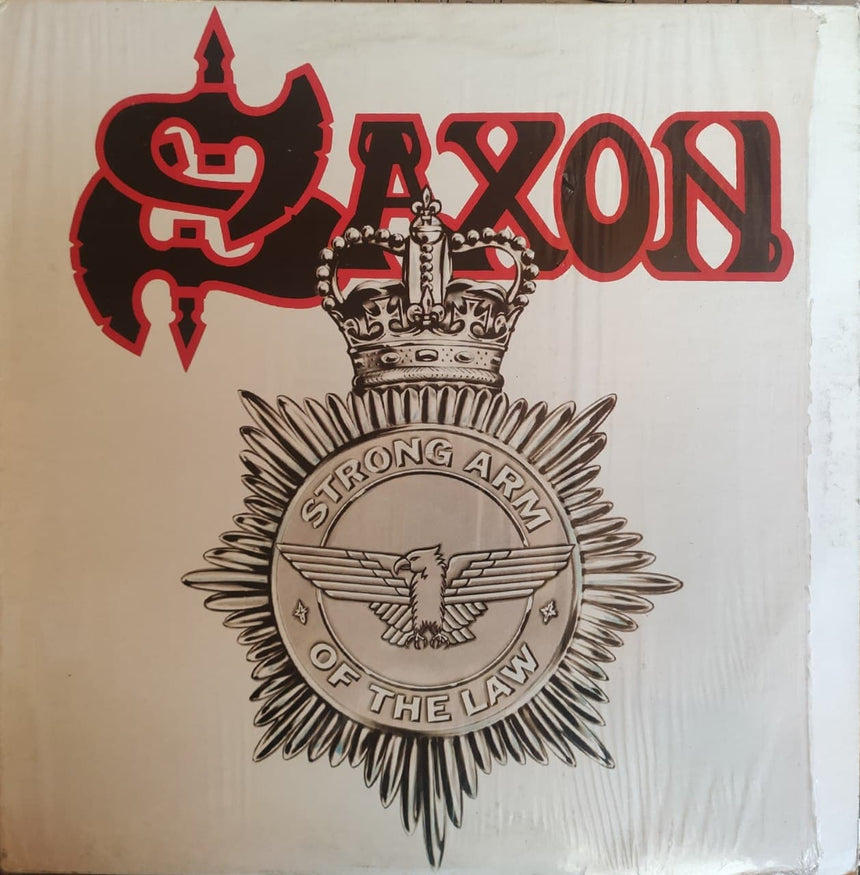 SAXON
STRONG ARM
OF THE LAW